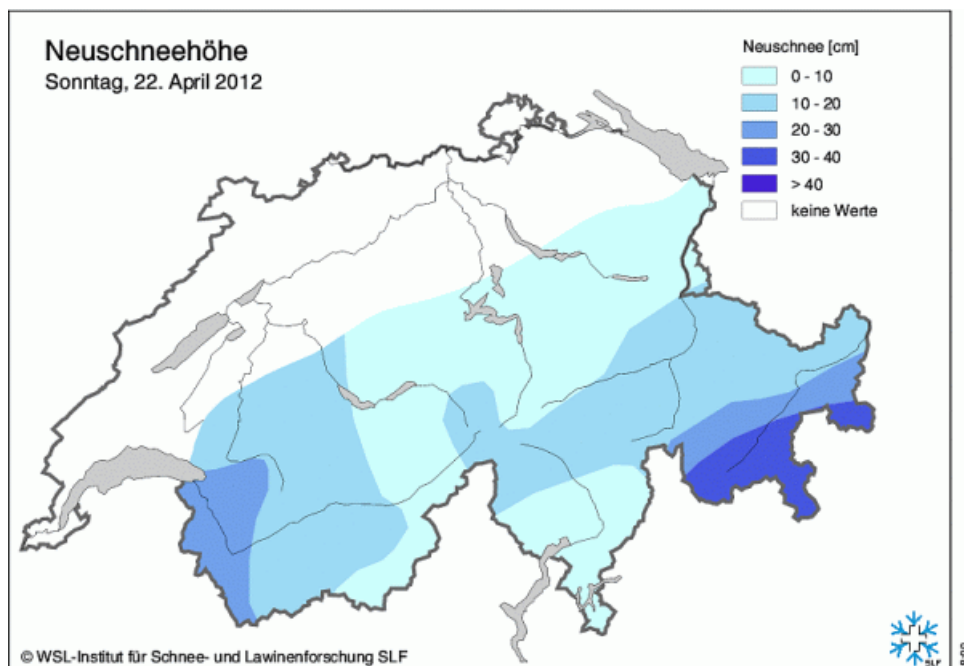 Neuschneehöhe
Sonntag, 22. April 2012
Neuschnee [cm]
0 - 10
10 - 20
20 - 30
30 - 40
> 40
keine Werte
© WSL-Institut für Schnee- und Lawinenforschung SLF
SLF